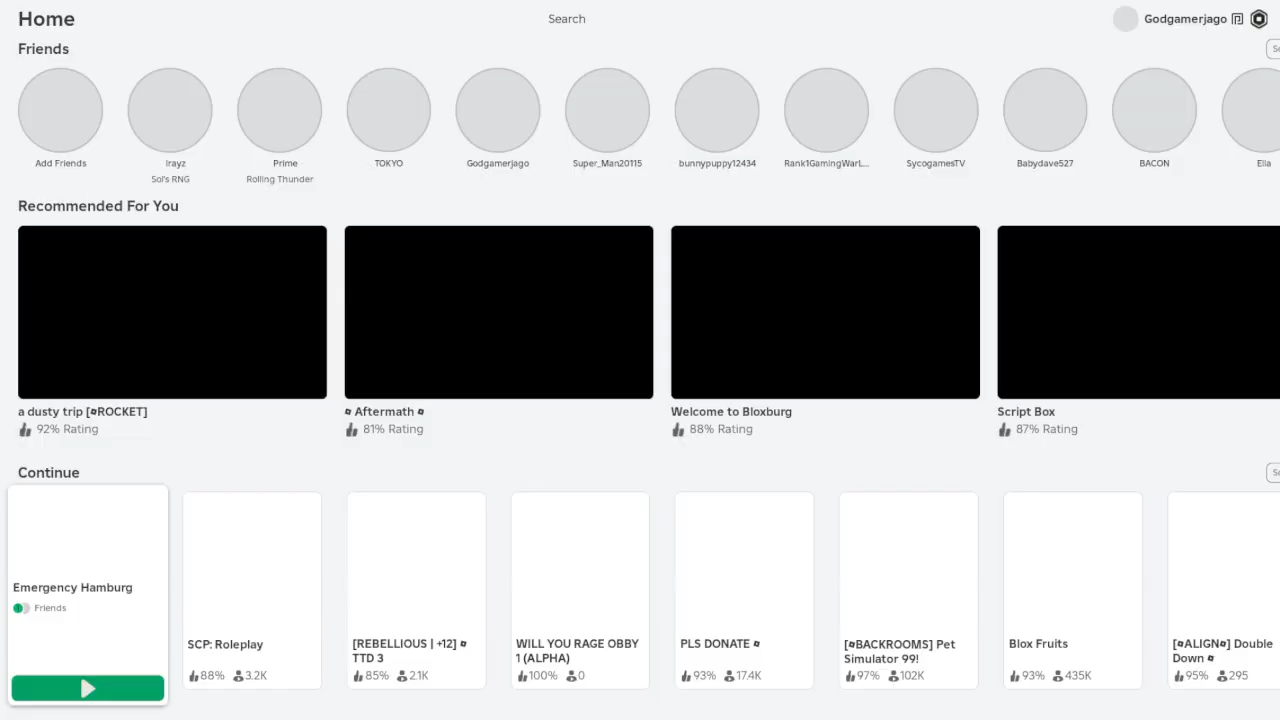 Home
Search
Godgamerjago
Friends
Add Friends
Irayz
Sol's RNG
Prime
Rolling Thunder
TOKYO
Godgamerjago
Super_Man20115
bunnypuppy12434
Rank1GamingWarL...
SycogamesTV
Babydave527
BACON
Ella
Recommended For You
a dusty trip [ROCKET]
92% Rating
Aftermath
81% Rating
Welcome to Bloxburg
88% Rating
Script Box
87% Rating
Continue
Emergency Hamburg
Friends
SCP: Roleplay
88% 3.2K
[REBELLIOUS | +12]
TTD 3
85% 2.1K
WILL YOU RAGE OBBY
1 (ALPHA)
100% 0
PLS DONATE
93% 17.4K
[BACKROOMS] Pet
Simulator 99!
97% 102K
Blox Fruits
93% 435K
[ALIGN] Double
Down
95% 295